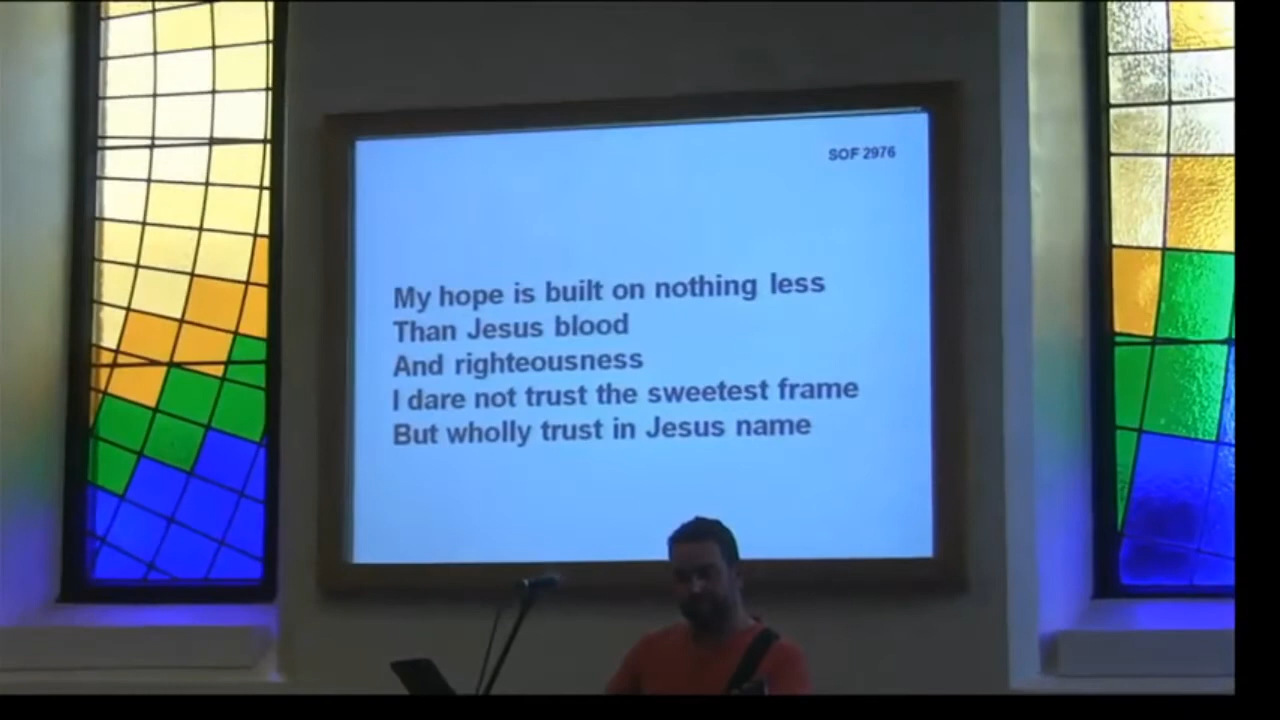 SOF 2976
My hope is built on nothing less
Than Jesus blood
And righteousness
I dare not trust the sweetest frame
But wholly trust in Jesus name